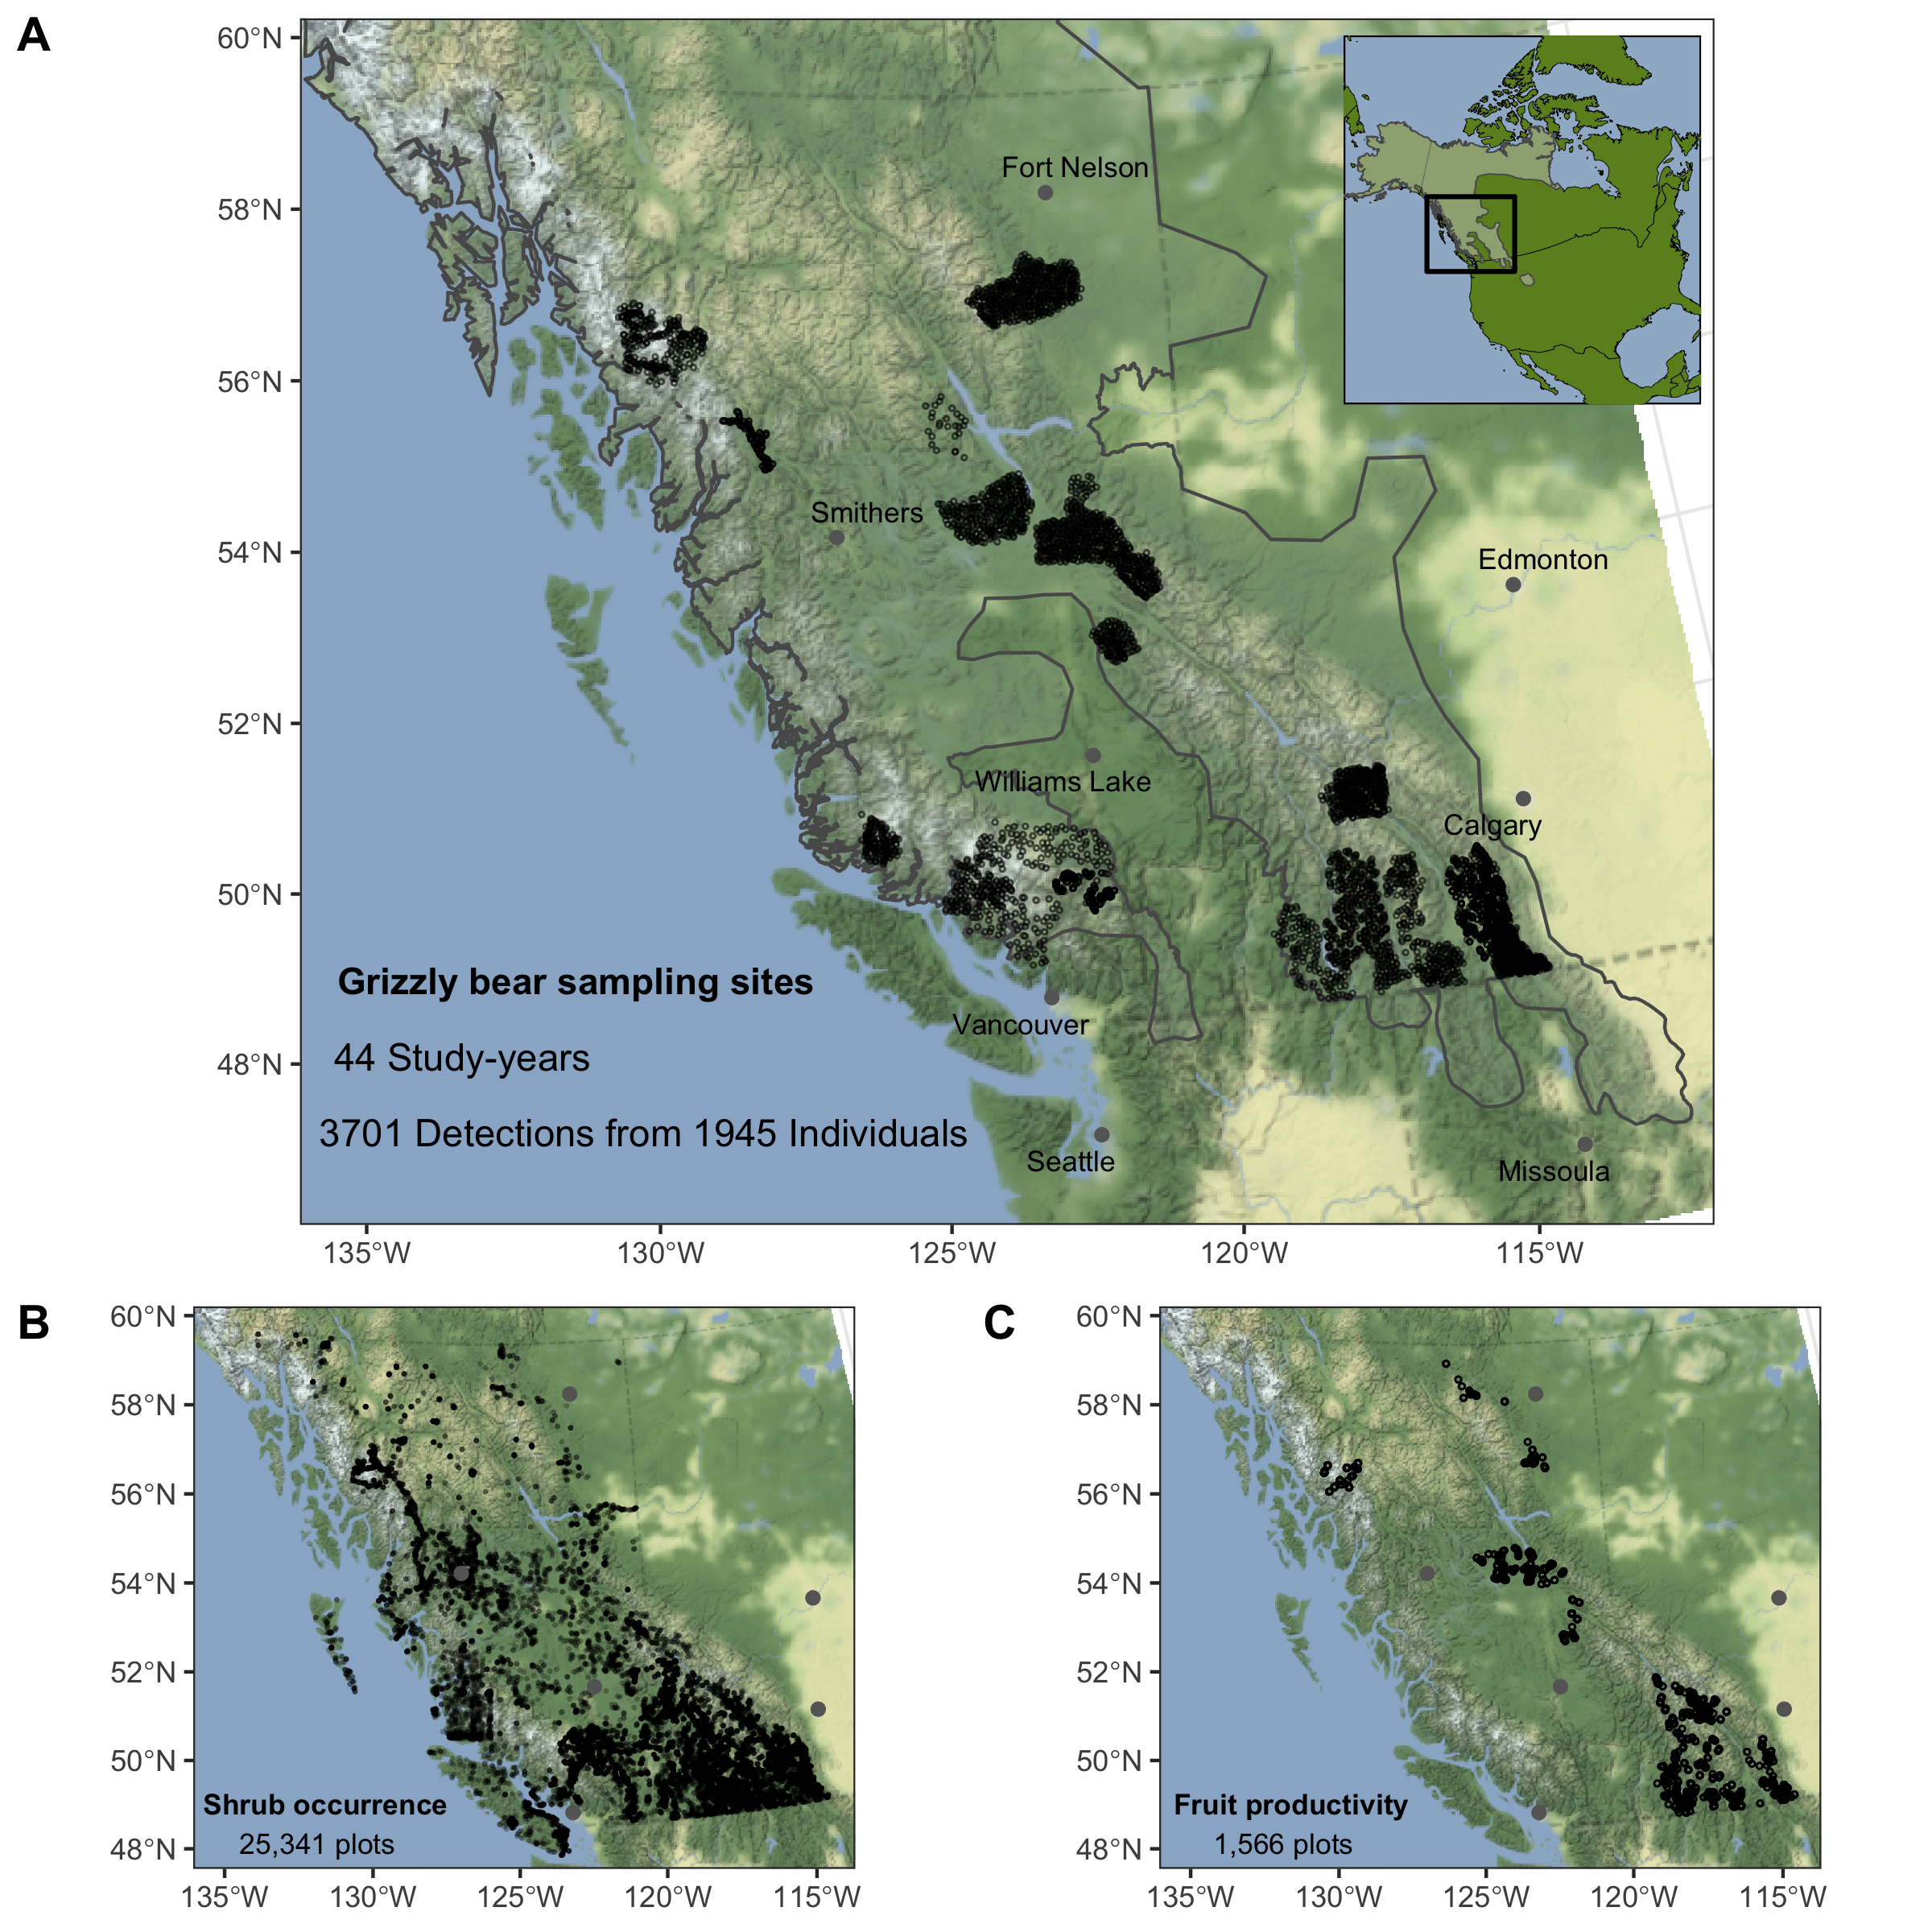 A
60°N
58°N
56°N
54°N
52°N
50°N
48°N
135°W
130°W
125°W
120°W
115°W
Fort Nelson
Smithers
Edmonton
Williams Lake
Calgary
Vancouver
Seattle
Missoula
Grizzly bear sampling sites
44 Study-years
3701 Detections from 1945 Individuals
B
60°N
58°N
56°N
54°N
52°N
50°N
48°N
Shrub occurrence
25,341 plots
135°W
130°W
125°W
120°W
115°W
C
60°N
58°N
56°N
54°N
52°N
50°N
48°N
Fruit productivity
1,566 plots
135°W
130°W
125°W
120°W
115°W